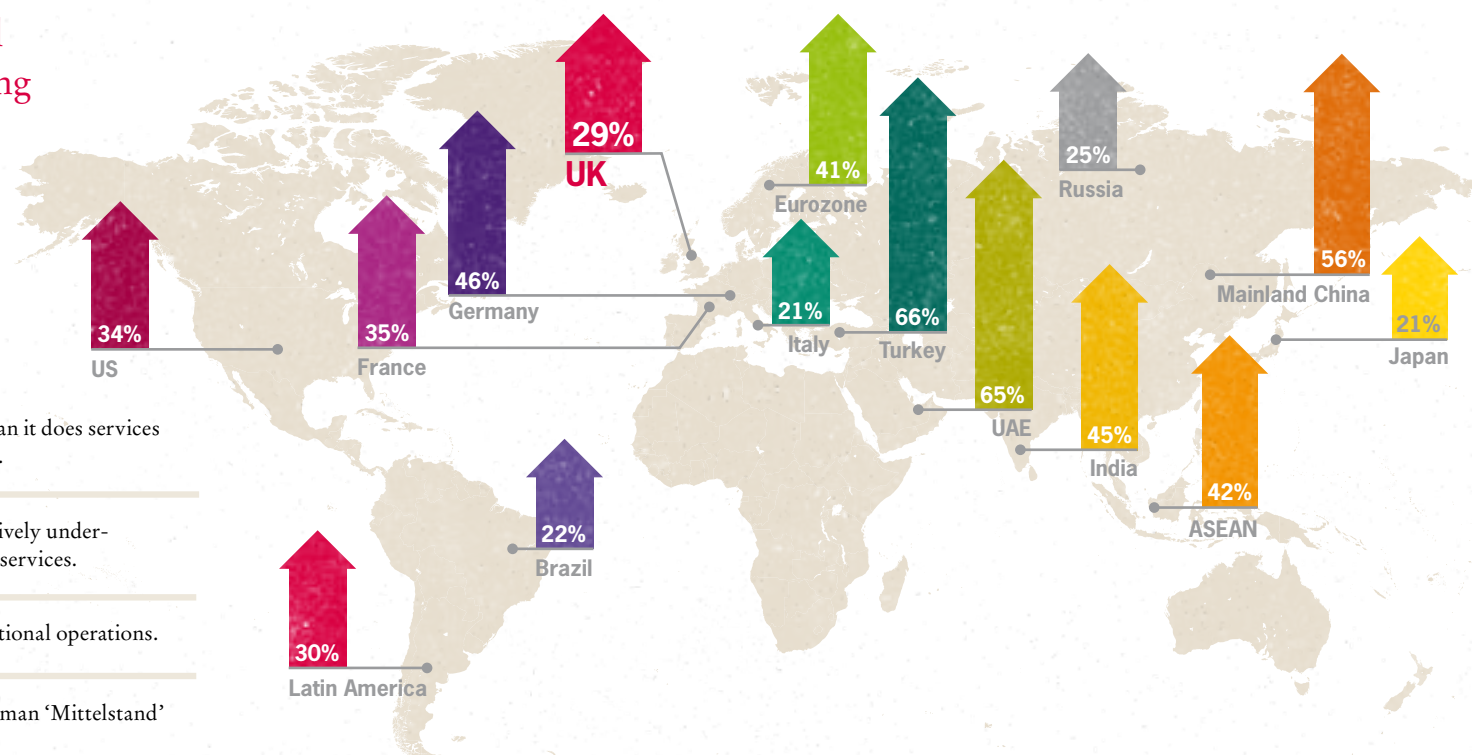 ng
29%
UK
41%
Eurozone
25%
Russia
56%
Mainland China
46%
Germany
66%
Turkey
21%
Italy
34%
US
35%
France
65%
UAE
45%
India
21%
Japan
42%
ASEAN
22%
Brazil
30%
Latin America
an it does services
.
ively under-
services.
tional operations.
man ‘Mittelstand’